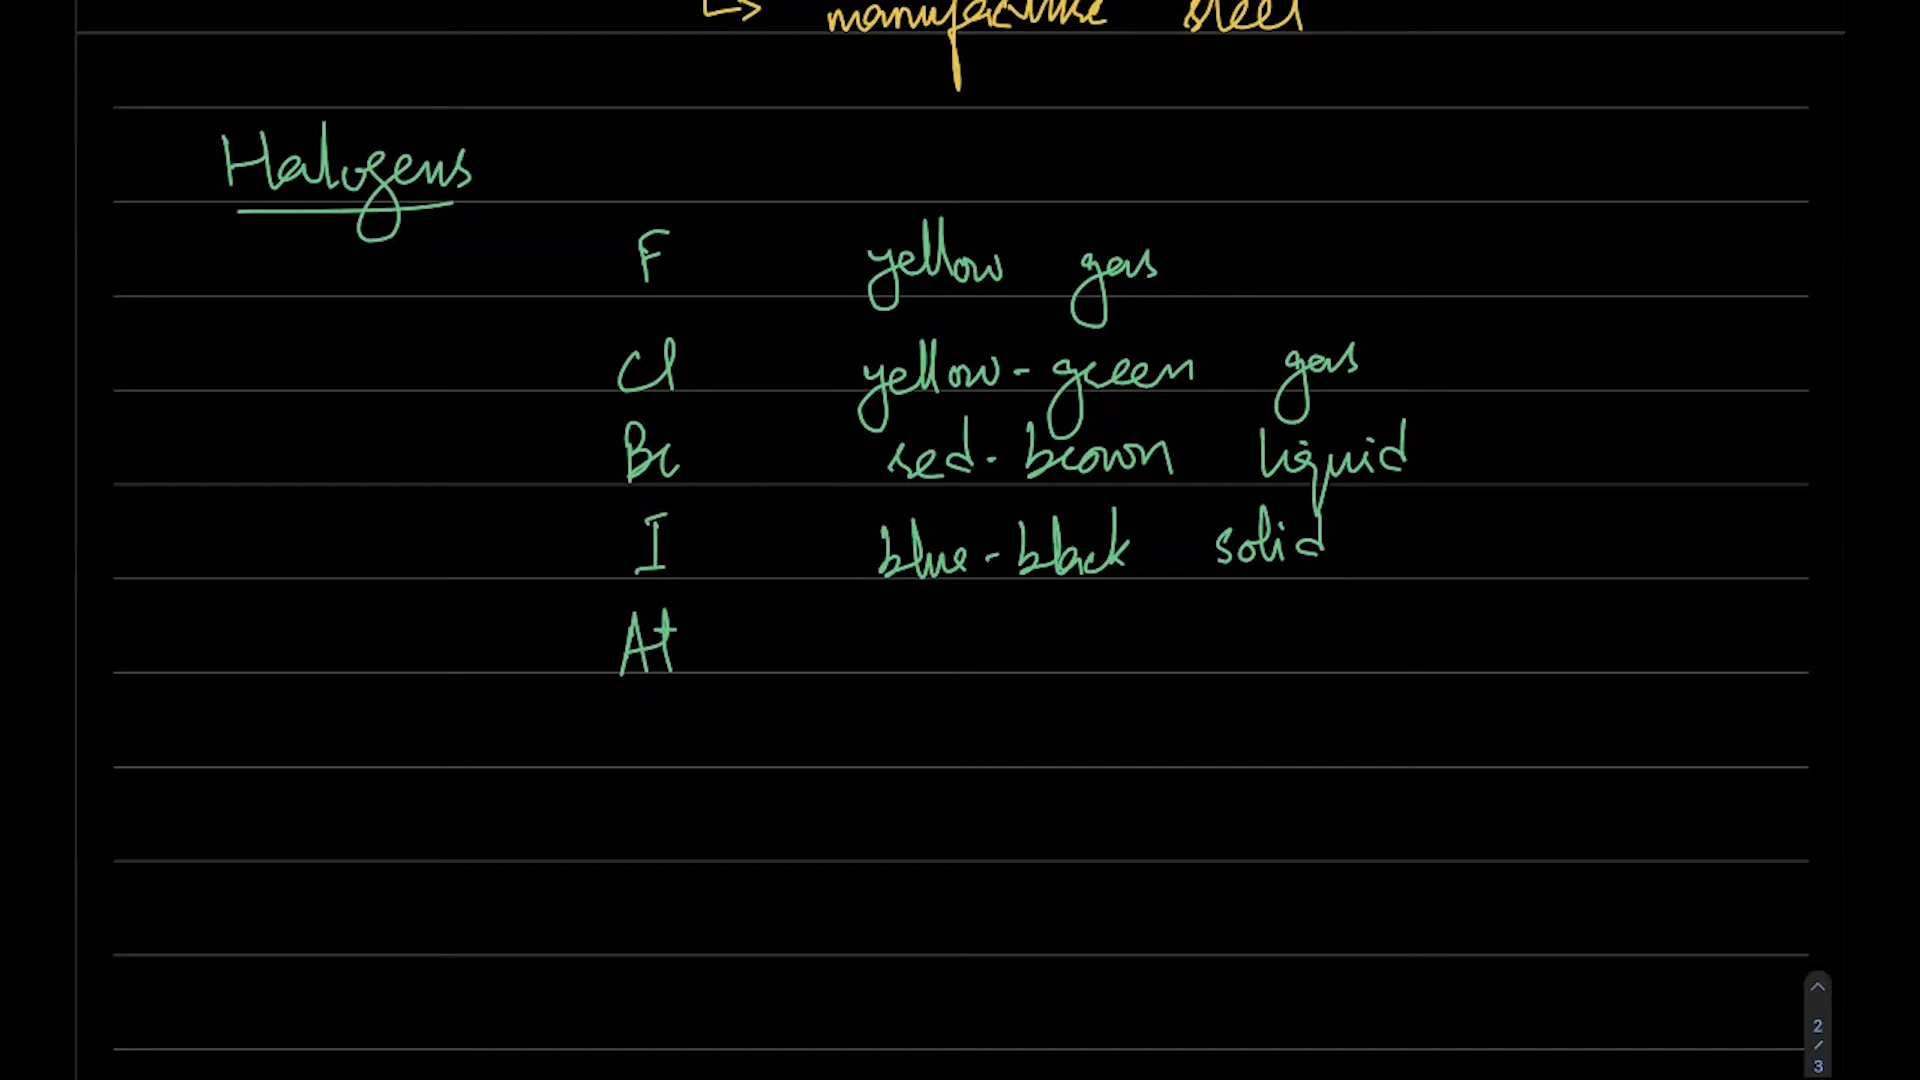 ↳ manufacture steel
Halogens
F yellow gas
Cl yellow-green gas
Br red-brown liquid
I blue-black solid
At
2
/
3